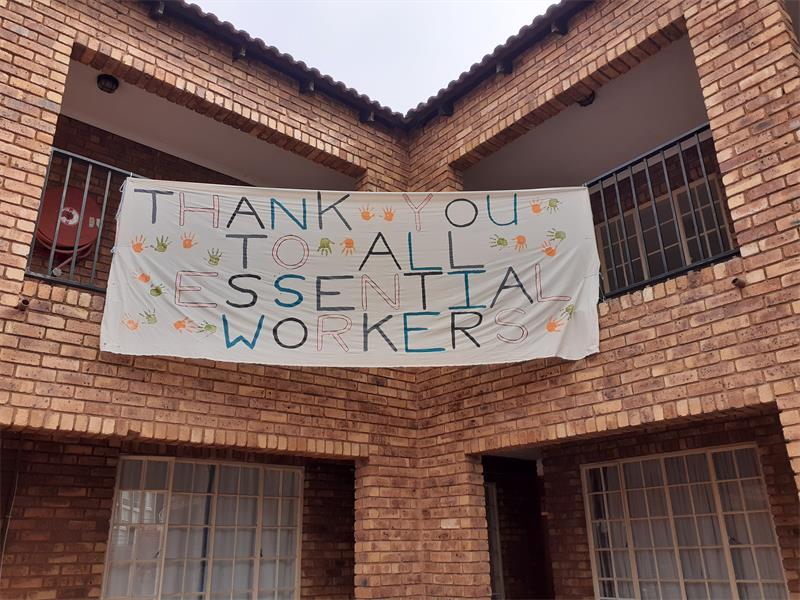 THANK YOU
TO ALL
ESSENTIAL
WORKERS